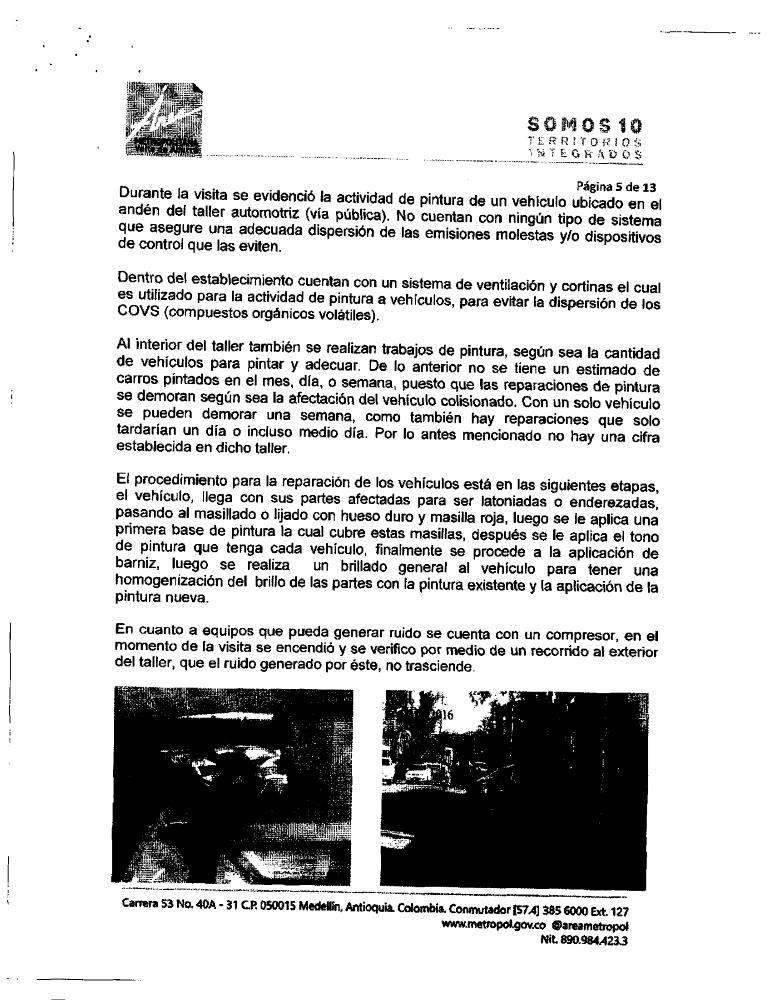 Área
METROPOLITANA
Valle de Aburrá
SOMOS 10
TERRITORIOS
INTEGRADOS
Página 5 de 13
Durante la visita se evidenció la actividad de pintura de un vehículo ubicado en el
andén del taller automotriz (vía pública). No cuentan con ningún tipo de sistema
que asegure una adecuada dispersión de las emisiones molestas y/o dispositivos
de control que las eviten.
Dentro del establecimiento cuentan con un sistema de ventilación y cortinas el cual
es utilizado para la actividad de pintura a vehículos, para evitar la dispersión de los
COVS (compuestos orgánicos volátiles).
Al interior del taller también se realizan trabajos de pintura, según sea la cantidad
de vehículos para pintar y adecuar. De lo anterior no se tiene un estimado de
carros pintados en el mes, día, o semana, puesto que las reparaciones de pintura
se demoran según sea la afectación del vehículo colisionado. Con un solo vehículo
se pueden demorar una semana, como también hay reparaciones que solo
tardarían un día o incluso medio día. Por lo antes mencionado no hay una cifra
establecida en dicho taller.
El procedimiento para la reparación de los vehículos está en las siguientes etapas,
el vehículo, llega con sus partes afectadas para ser latoniadas o enderezadas,
pasando al masillado o lijado con hueso duro y masilla roja, luego se le aplica una
primera base de pintura la cual cubre estas masillas, después se le aplica el tono
de pintura que tenga cada vehículo, finalmente se procede a la aplicación de
barniz, luego se realiza un brillado general al vehículo para tener una
homogenización del brillo de las partes con la pintura existente y la aplicación de la
pintura nueva.
En cuanto a equipos que pueda generar ruido se cuenta con un compresor, en el
momento de la visita se encendió y se verifico por medio de un recorrido al exterior
del taller, que el ruido generado por éste, no trasciende.
Carrera 53 No. 40A - 31 C.P. 050015 Medellín, Antioquia. Colombia. Conmutador [57.4] 385 6000 Ext. 127
www.metropol.gov.co @areametropol
Nit. 890.984.423.3